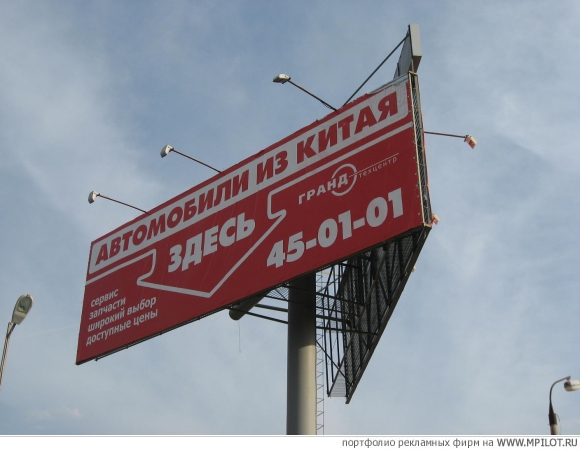 АВТОМОБИЛИ ИЗ КИТАЯ
ЗДЕСЬ
ГРАНД
техцентр
45-01-01
сервис
запчасти
широкий выбор
доступные цены
портфолио рекламных фирм на WWW.MPILOT.RU